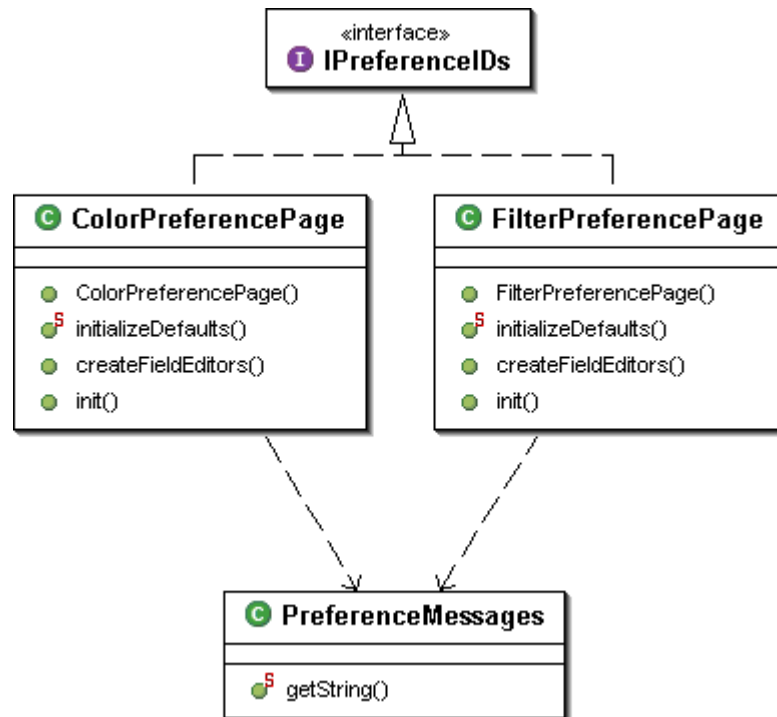 «interface»
I IPreferenceIDs
C ColorPreferencePage
ColorPreferencePage()
S initializeDefaults()
createFieldEditors()
init()
C FilterPreferencePage
FilterPreferencePage()
S initializeDefaults()
createFieldEditors()
init()
C PreferenceMessages
S getString()